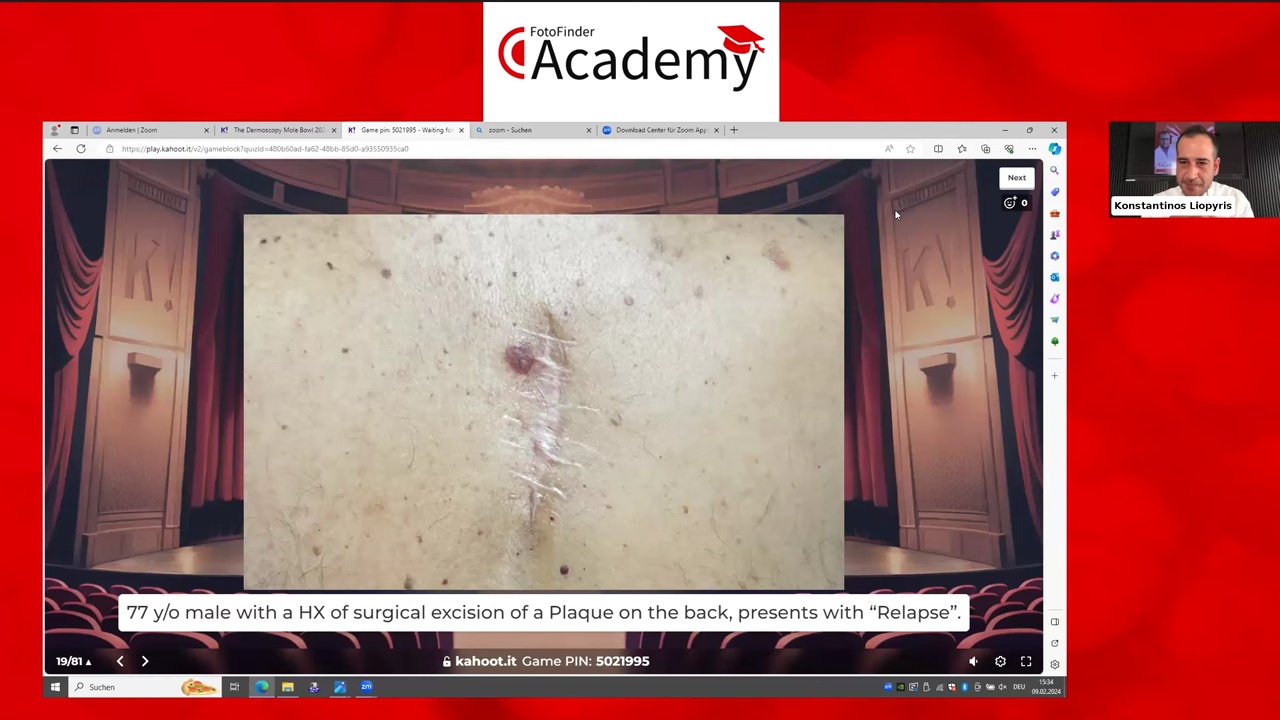 FotoFinder
Academy
Anmelden | Zoom
The Dermoscopy Mole Bowl 202
Game pin: 5021995 - Waiting for
zoom - Suchen
Download Center für Zoom App
https://play.kahoot.it/v2/gameblock?quizId=480b60ad-fa62-48bb-85d0-a93550935ca0
Next
0
K!
K!
Konstantinos Liopyris
77 y/o male with a HX of surgical excision of a Plaque on the back, presents with “Relapse”.
19/81
kahoot.it Game PIN: 5021995
Suchen
zm
DEU
15:34
09.02.2024